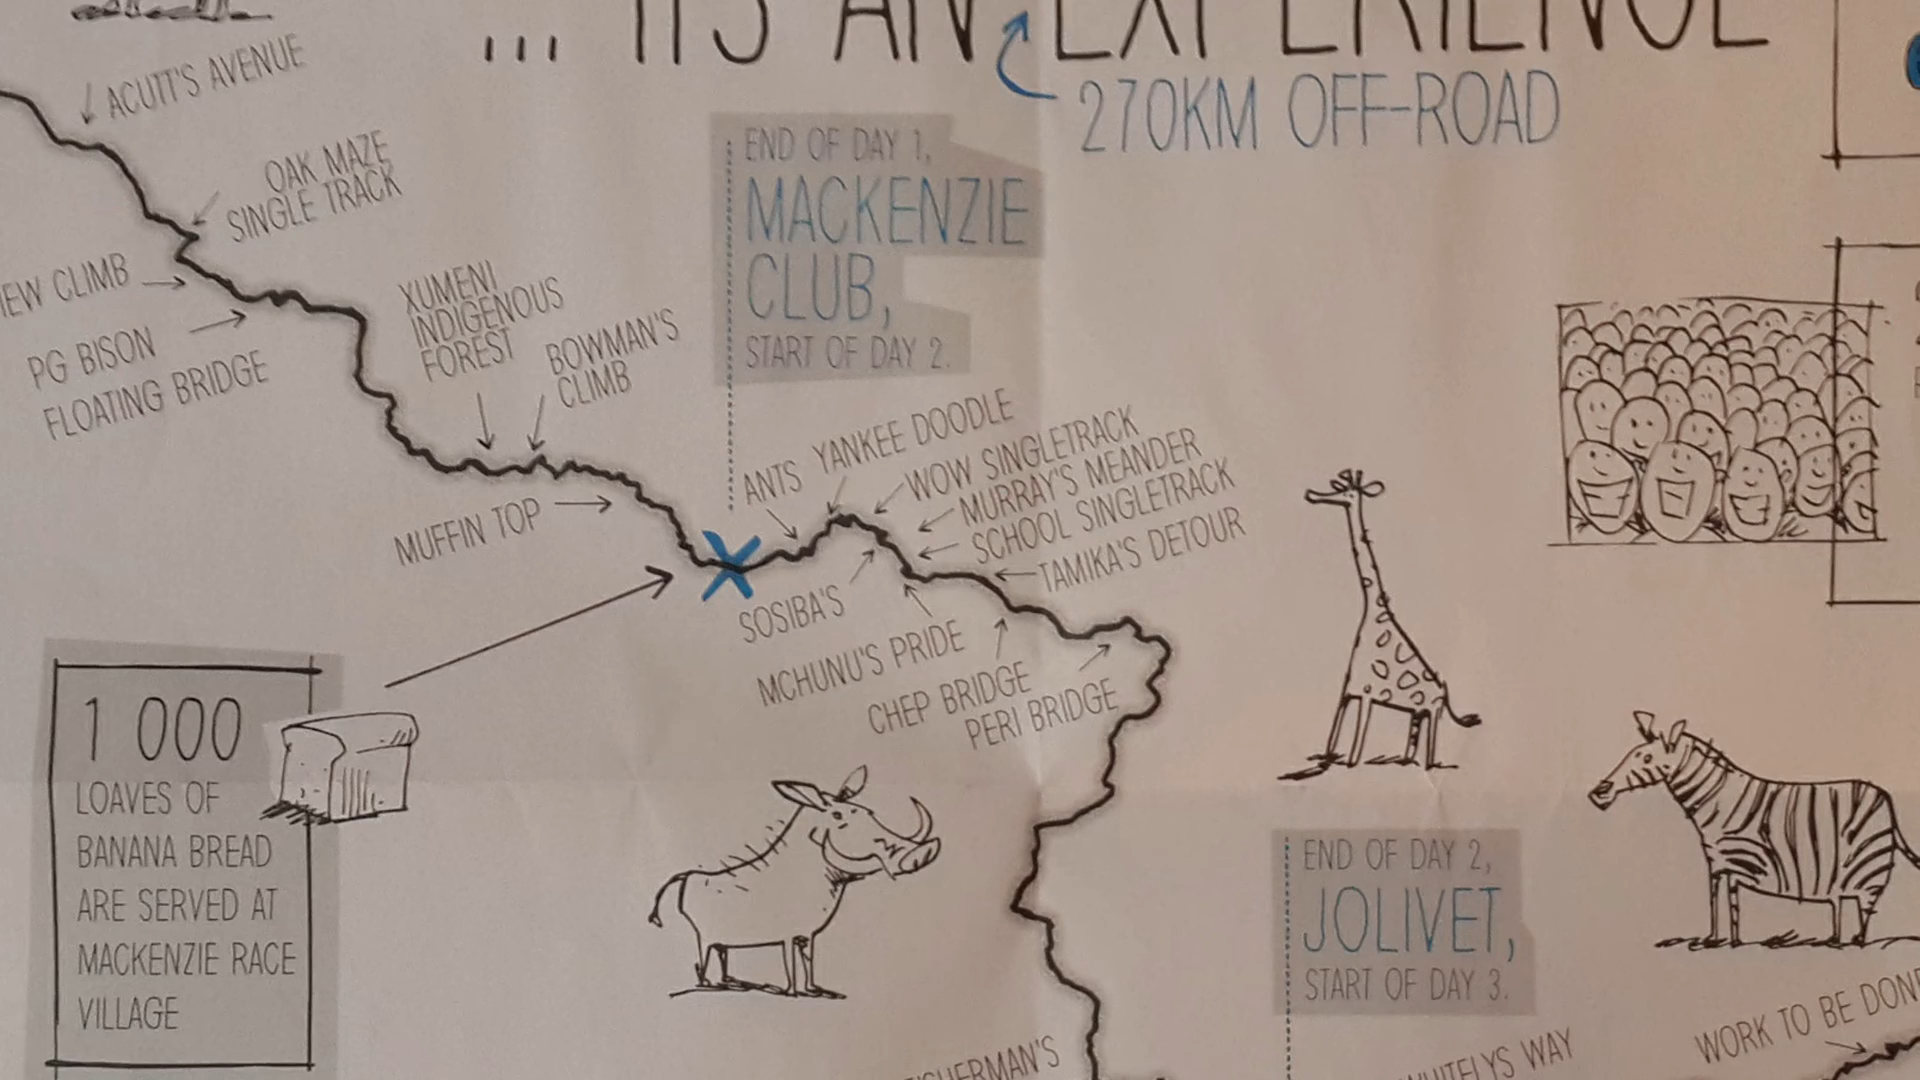 ... ITS AN EXPERIENCE
270KM OFF-ROAD
ACUTT'S AVENUE
OAK MAZE
SINGLE TRACK
CLIMB
PG BISON
FLOATING BRIDGE
XUMENI
INDIGENOUS
FOREST
BOWMAN'S
CLIMB
MUFFIN TOP
END OF DAY 1,
MACKENZIE
CLUB,
START OF DAY 2.
ANTS
YANKEE DOODLE
WOW SINGLETRACK
MURRAY'S MEANDER
SCHOOL SINGLETRACK
TAMIKA'S DETOUR
SOSIBA'S
MCHUNU'S PRIDE
CHEP BRIDGE
PERI BRIDGE
1 000
LOAVES OF
BANANA BREAD
ARE SERVED AT
MACKENZIE RACE
VILLAGE
END OF DAY 2,
JOLIVET,
START OF DAY 3.
WAY
WORK TO BE